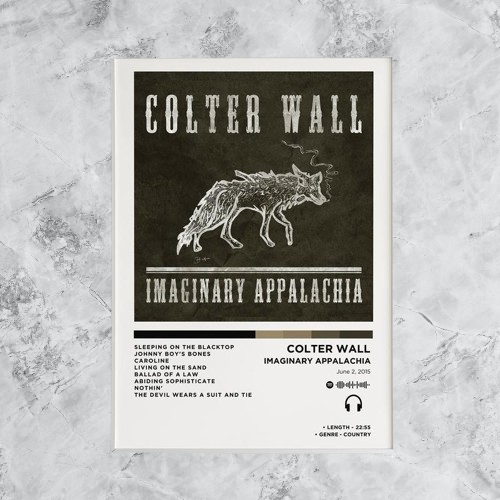 COLTER WALL
IMAGINARY APPALACHIA
SLEEPING ON THE BLACKTOP
JOHNNY BOY'S BONES
CAROLINE
LIVING ON THE SAND
BALLAD OF A LAW
ABIDING SOPHISTICATE
NOTHIN'
THE DEVIL WEARS A SUIT AND TIE
COLTER WALL
IMAGINARY APPALACHIA
June 2, 2015
• LENGTH - 22:55
• GENRE - COUNTRY